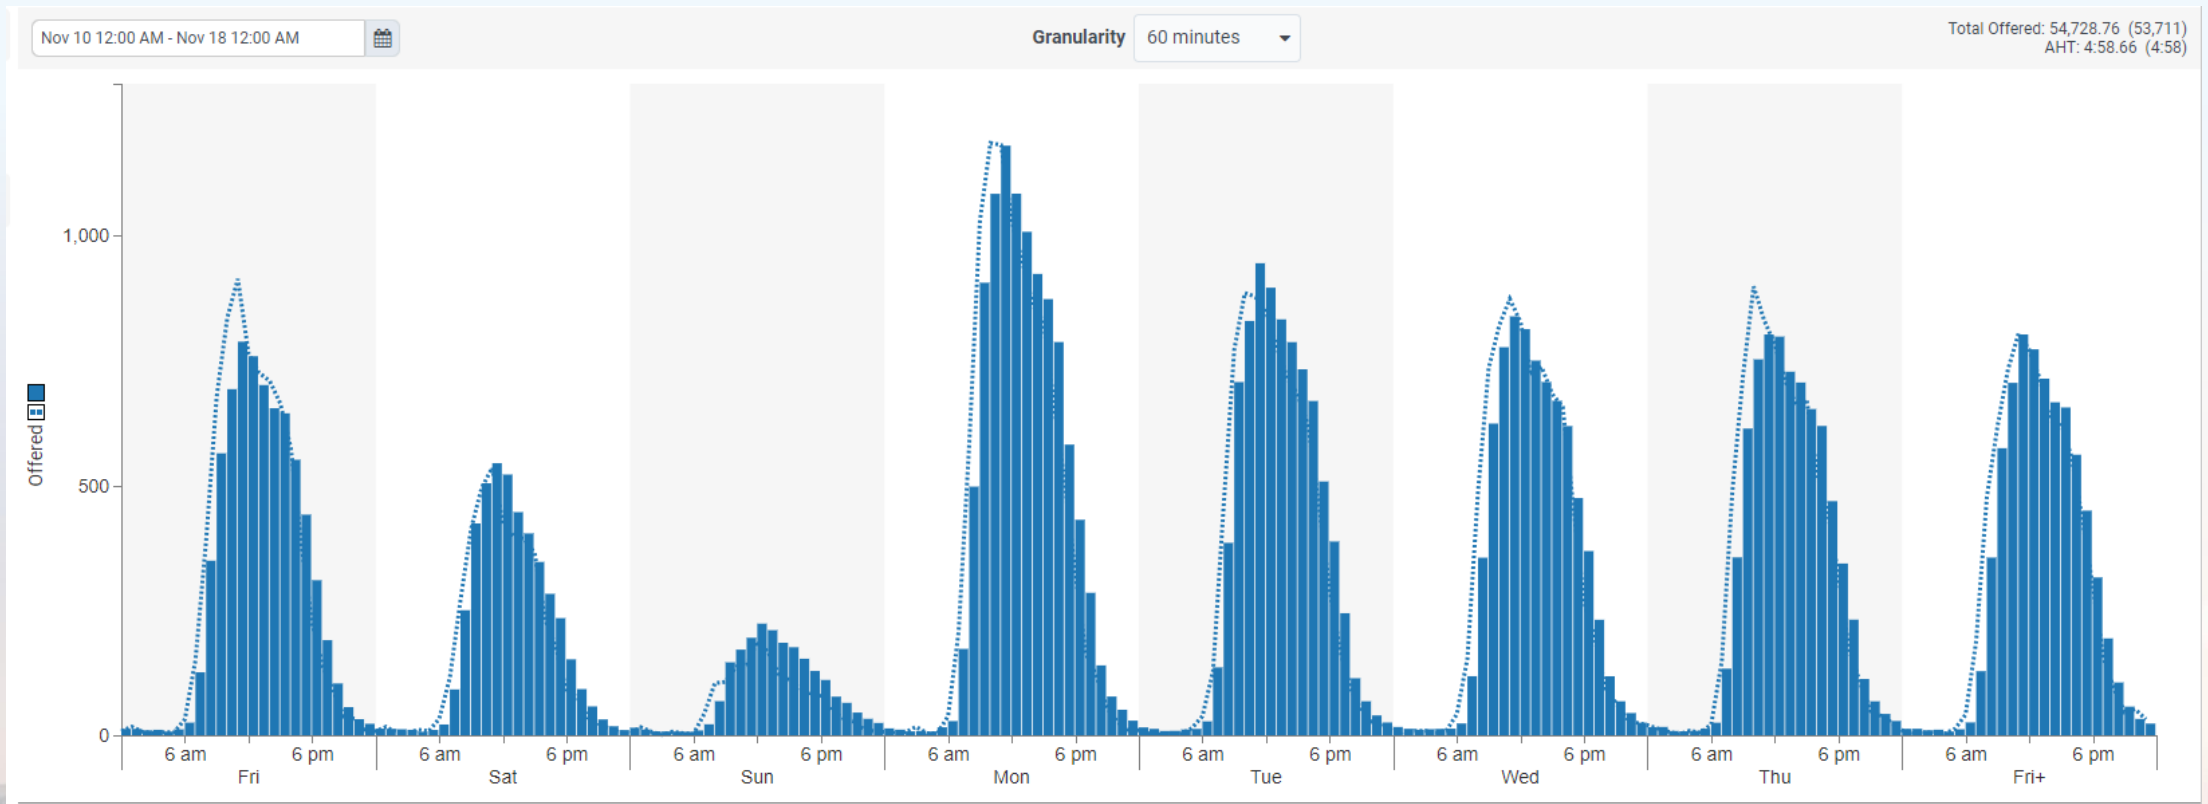 Nov 10 12:00 AM - Nov 18 12:00 AM
Granularity
60 minutes
Total Offered: 54,728.76 (53,711)
AHT: 4:58.66 (4:58)
1,000
500
0
Offered
6 am 6 pm 6 am 6 pm 6 am 6 pm 6 am 6 pm 6 am 6 pm 6 am 6 pm 6 am 6 pm 6 am 6 pm
Fri Sat Sun Mon Tue Wed Thu Fri+